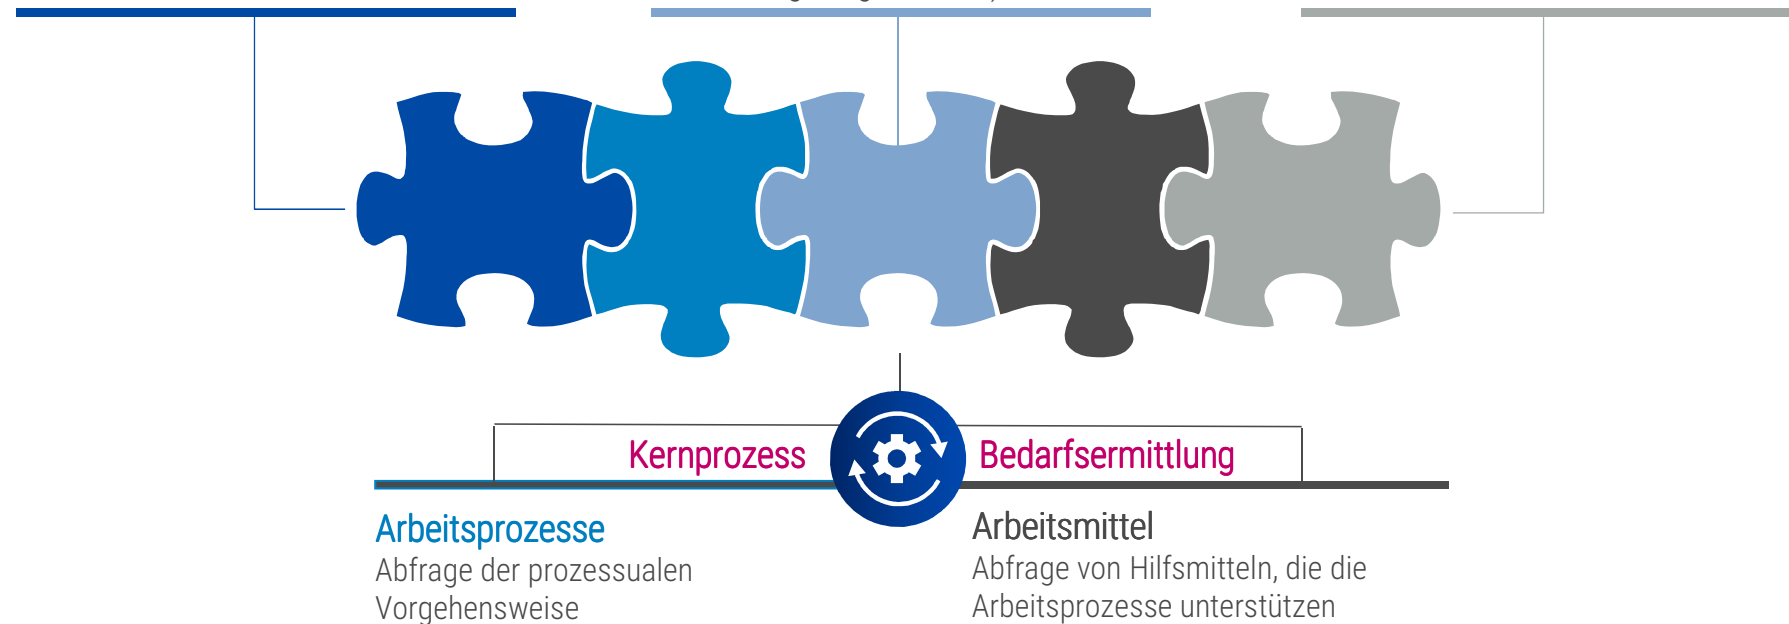 Kernprozess Bedarfsermittlung
Arbeitsprozesse
Abfrage der prozessualen
Vorgehensweise
Arbeitsmittel
Abfrage von Hilfsmitteln, die die
Arbeitsprozesse unterstützen